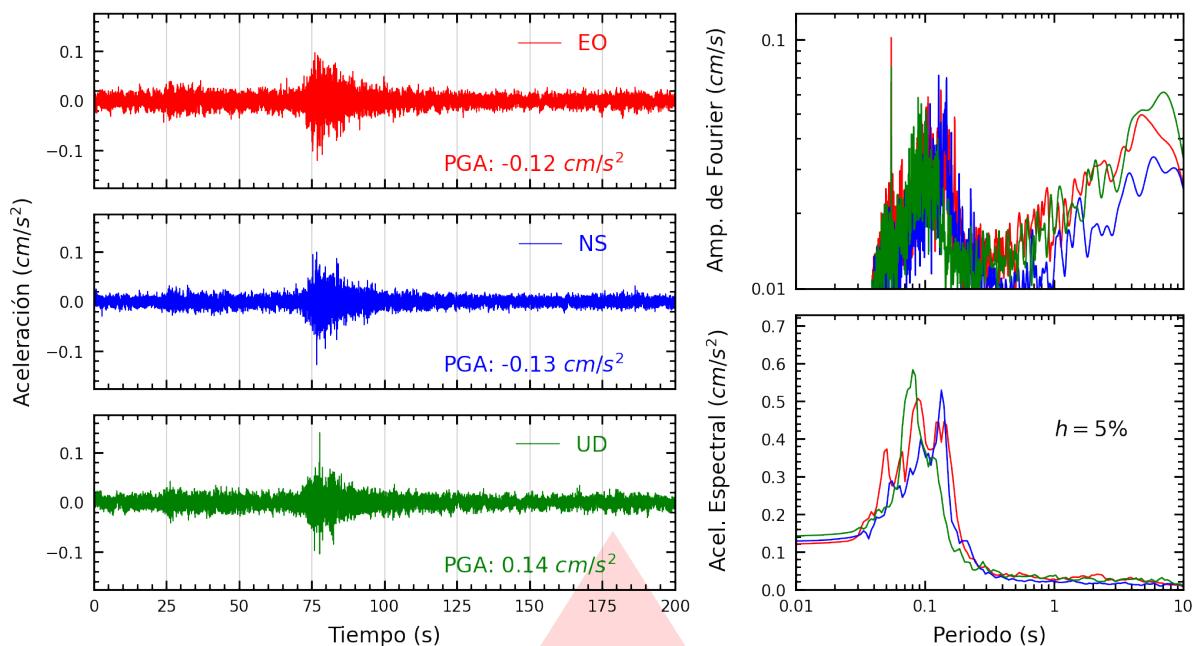 Aceleración (cm/s²)
0.1
0.0
−0.1
EO
PGA: -0.12 cm/s²
0.1
0.0
−0.1
NS
PGA: -0.13 cm/s²
0.1
0.0
−0.1
UD
PGA: 0.14 cm/s²
0 25 50 75 100 125 150 175 200
Tiempo (s)
Amp. de Fourier (cm/s)
0.1
0.01
Acel. Espectral (cm/s²)
0.7
0.6
0.5
0.4
0.3
0.2
0.1
0.0
h = 5%
0.01 0.1 1 10
Periodo (s)